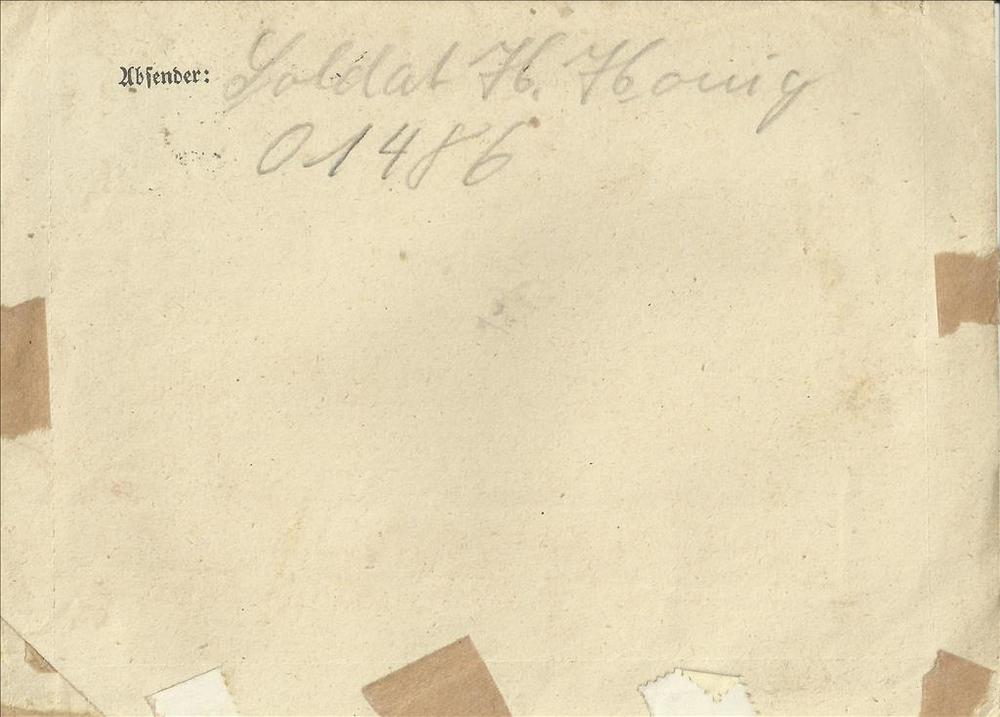 Absender: Soldat H. Honig
01486